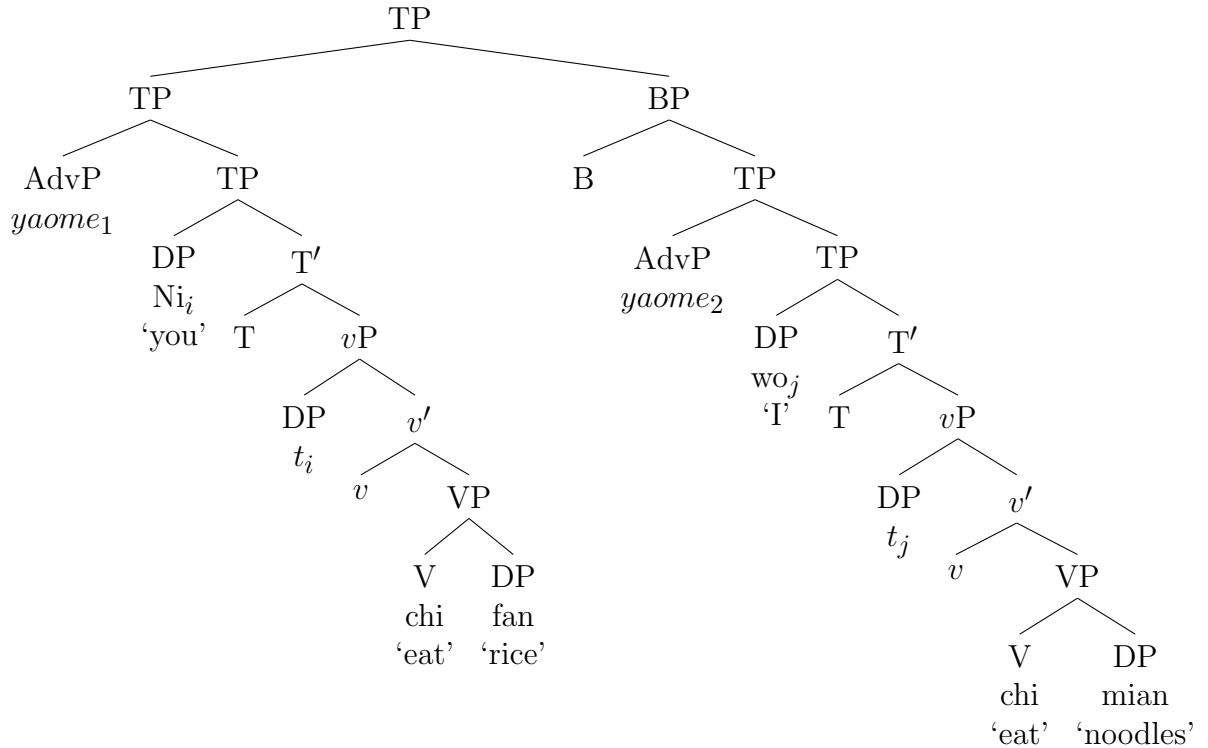 TP
TP BP
AdvP TP B TP
yaome₁
DP T′ AdvP TP
Niᵢ yaome₂
‘you’ T vP DP T′
woⱼ
DP v′ ‘I’ T vP
tᵢ
v VP DP v′
tⱼ
V DP v VP
chi fan
‘eat’ ‘rice’ V DP
chi mian
‘eat’ ‘noodles’